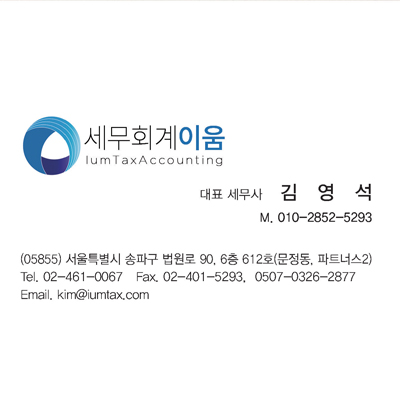 세무회계이움
IumTaxAccounting
대표 세무사 김 영 석
M. 010-2852-5293
(05855) 서울특별시 송파구 법원로 90, 6층 612호(문정동, 파트너스2)
Tel. 02-461-0067 Fax. 02-401-5293, 0507-0326-2877
Email. kim@iumtax.com